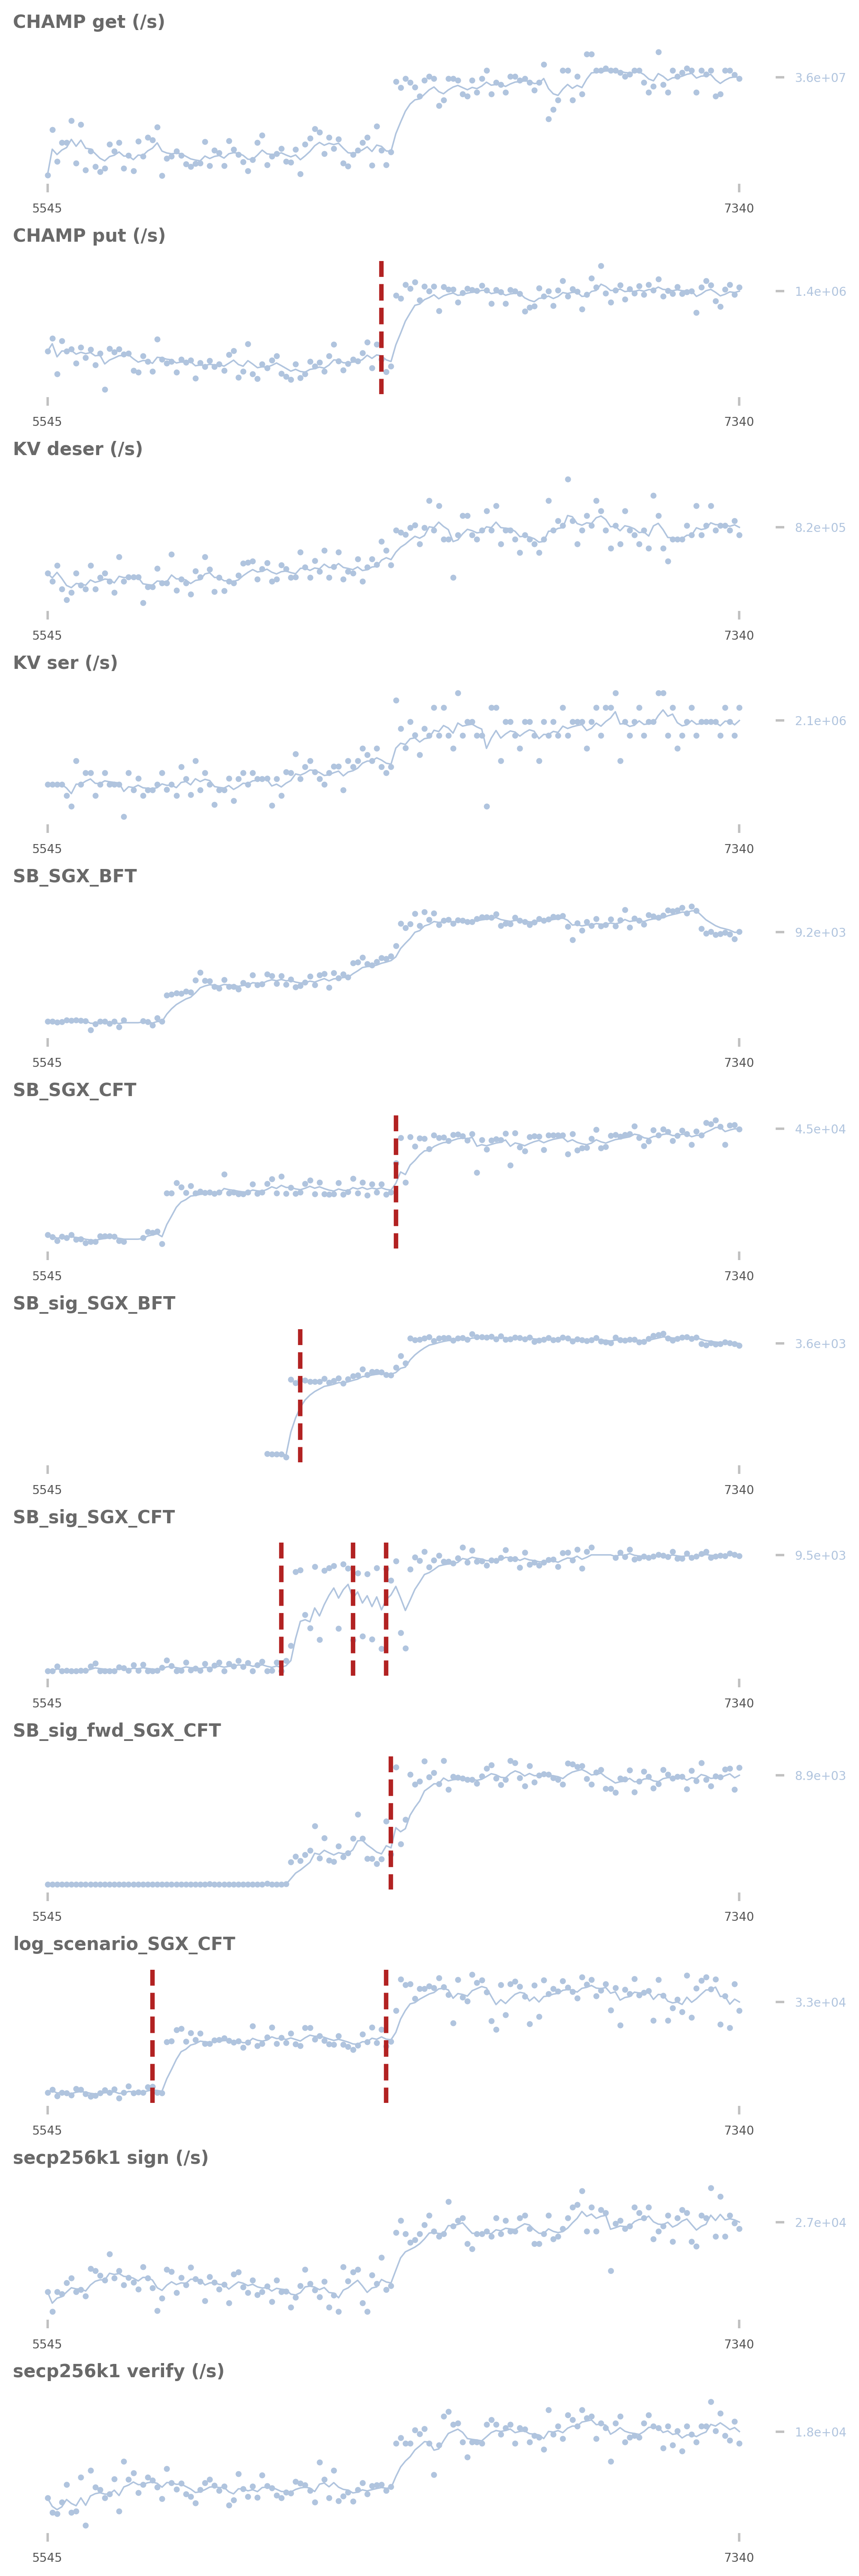 CHAMP get (/s)
3.6e+07
5545 7340
CHAMP put (/s)
1.4e+06
5545 7340
KV deser (/s)
8.2e+05
5545 7340
KV ser (/s)
2.1e+06
5545 7340
SB_SGX_BFT
9.2e+03
5545 7340
SB_SGX_CFT
4.5e+04
5545 7340
SB_sig_SGX_BFT
3.6e+03
5545 7340
SB_sig_SGX_CFT
9.5e+03
5545 7340
SB_sig_fwd_SGX_CFT
8.9e+03
5545 7340
log_scenario_SGX_CFT
3.3e+04
5545 7340
secp256k1 sign (/s)
2.7e+04
5545 7340
secp256k1 verify (/s)
1.8e+04
5545 7340